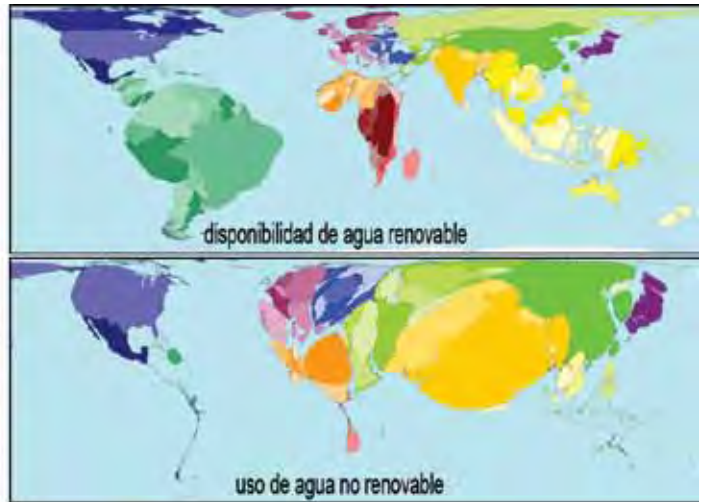 disponibilidad de agua renovable
uso de agua no renovable